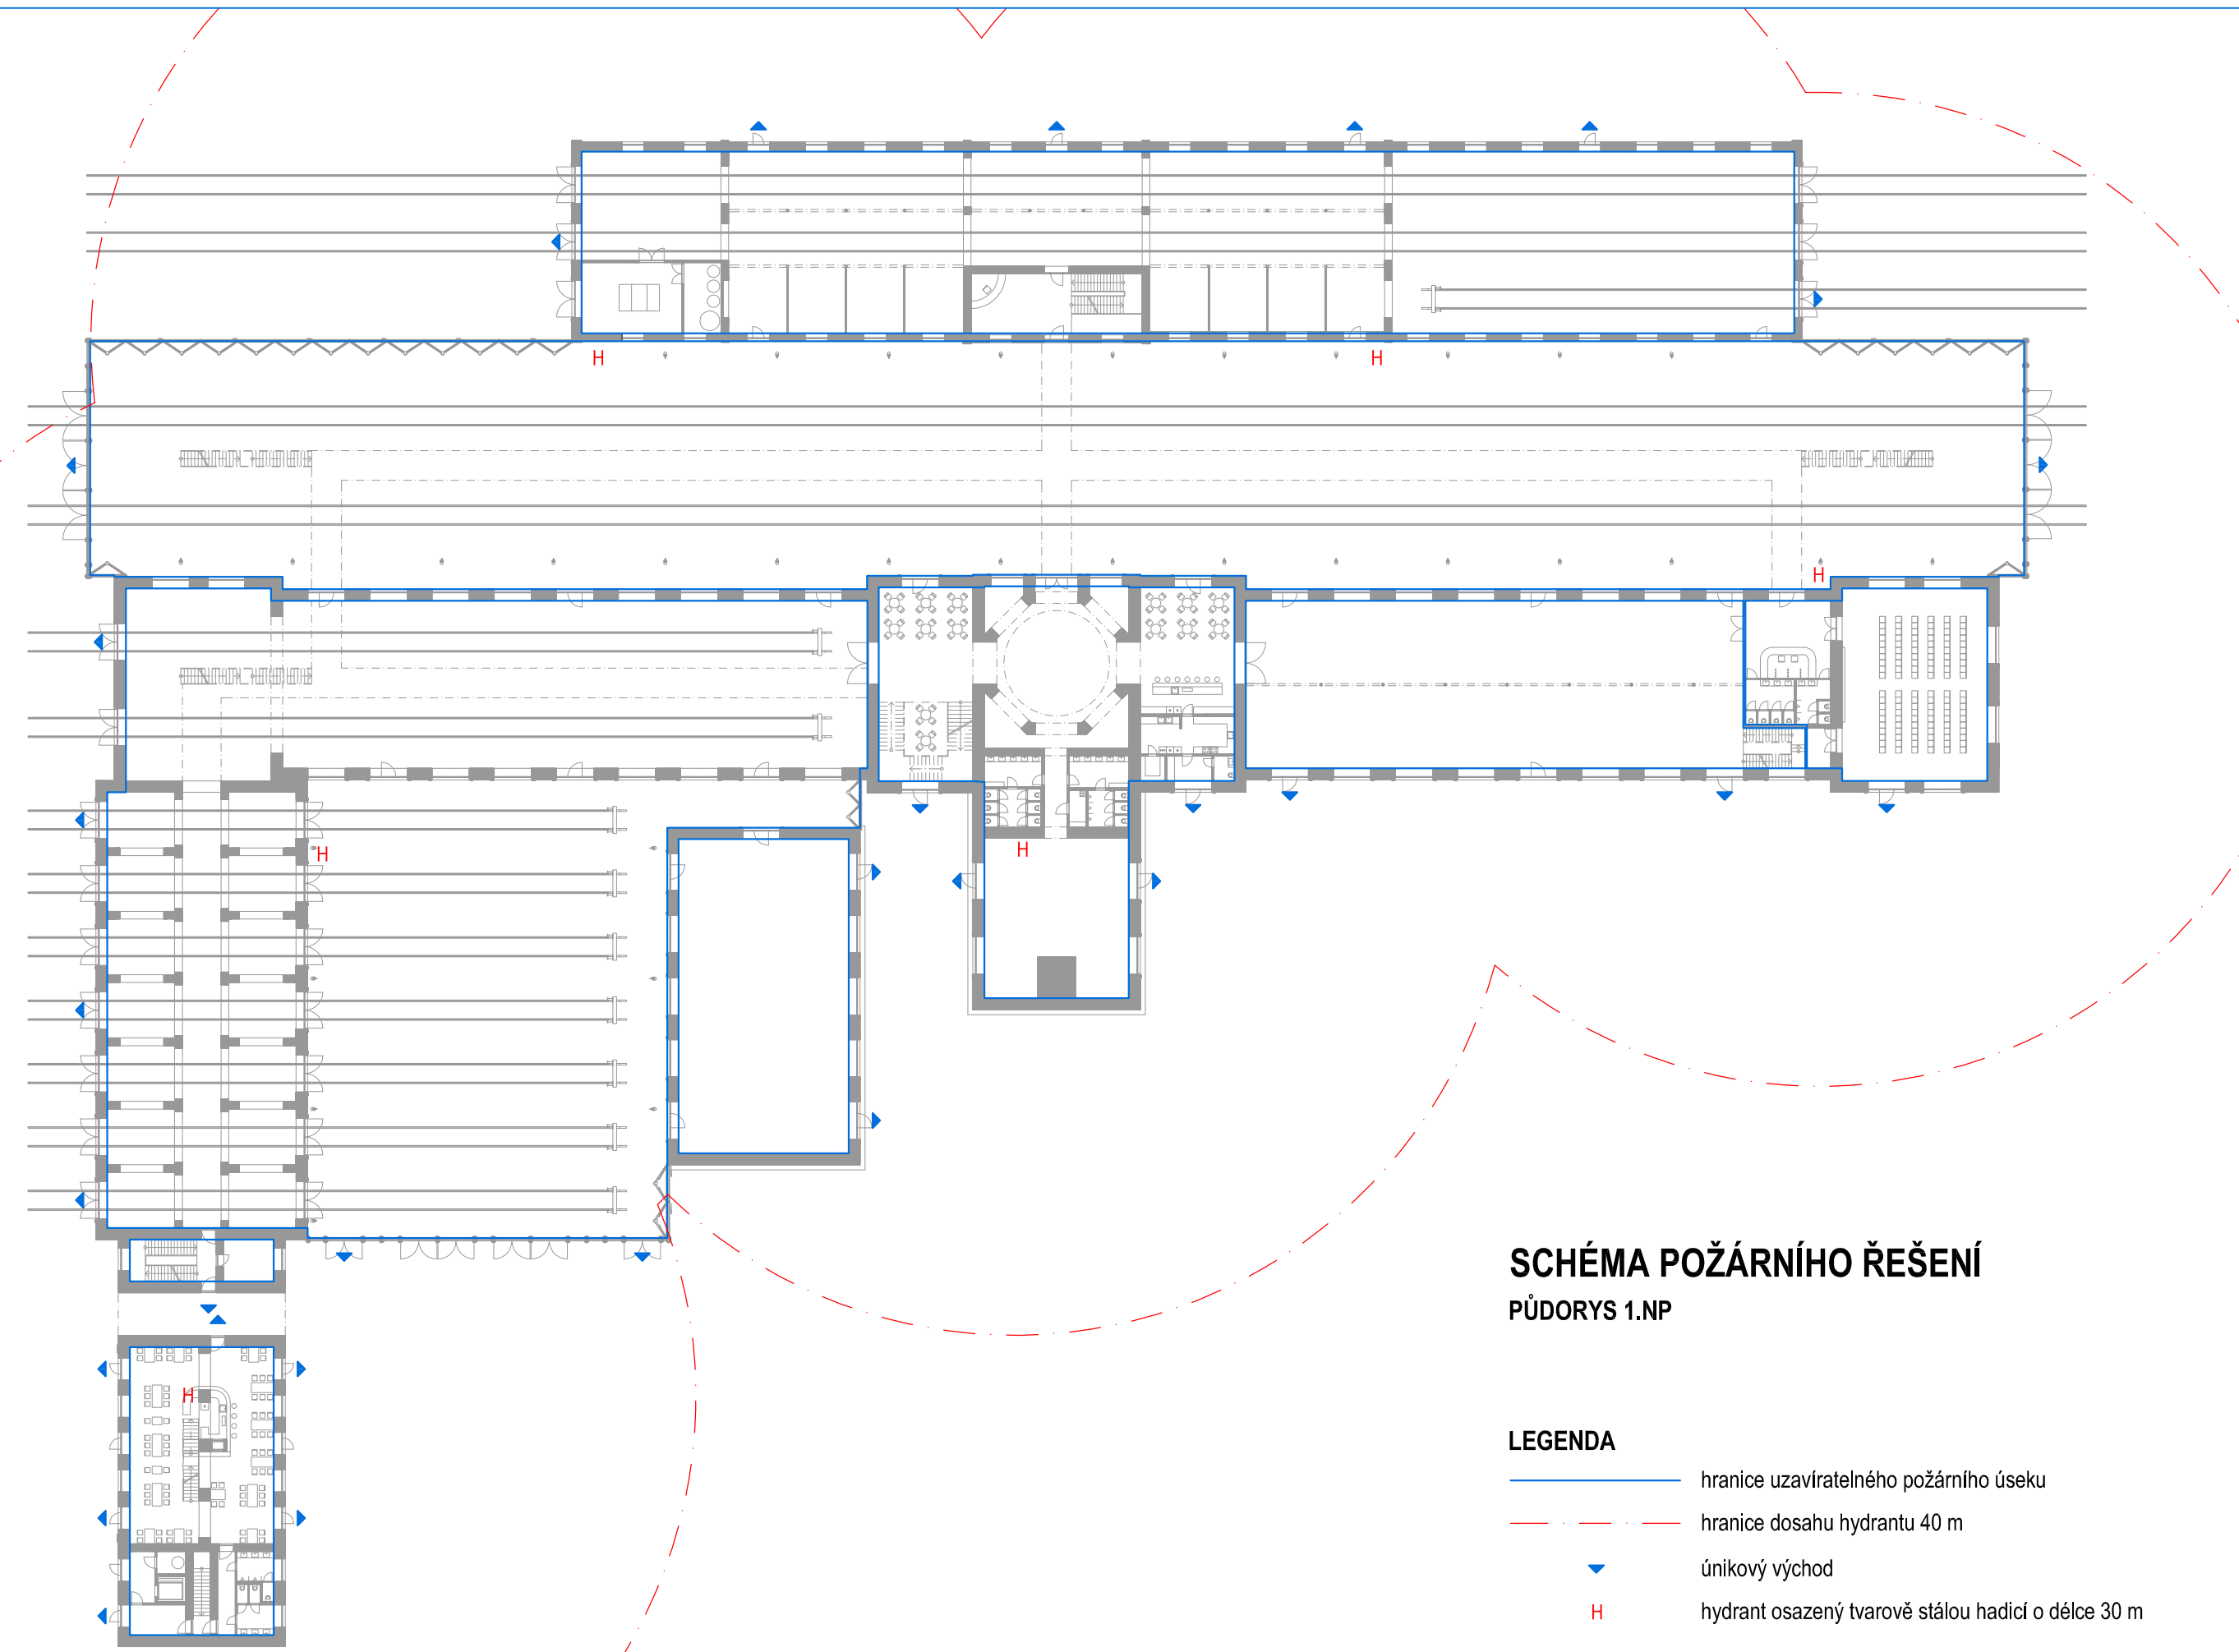 H
H
H
H
H
H
SCHÉMA POŽÁRNÍHO ŘEŠENÍ
PŮDORYS 1.NP
LEGENDA
hranice uzavíratelného požárního úseku
hranice dosahu hydrantu 40 m
únikový východ
H hydrant osazený tvarově stálou hadicí o délce 30 m